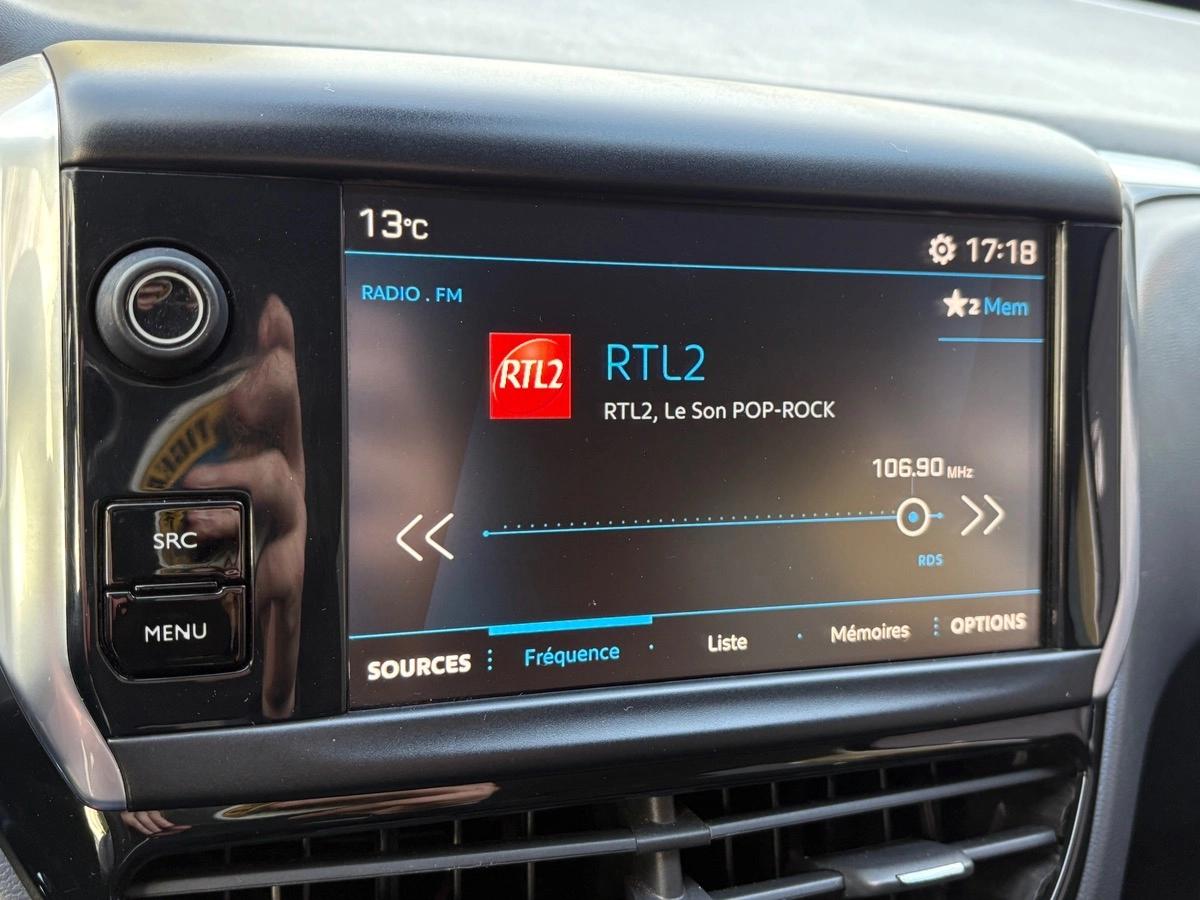 13°C
17:18
RADIO . FM
2 Mem
RTL2
RTL2
RTL2, Le Son POP-ROCK
106.90 MHz
RDS
SRC
MENU
SOURCES
Fréquence
Liste
Mémoires
OPTIONS